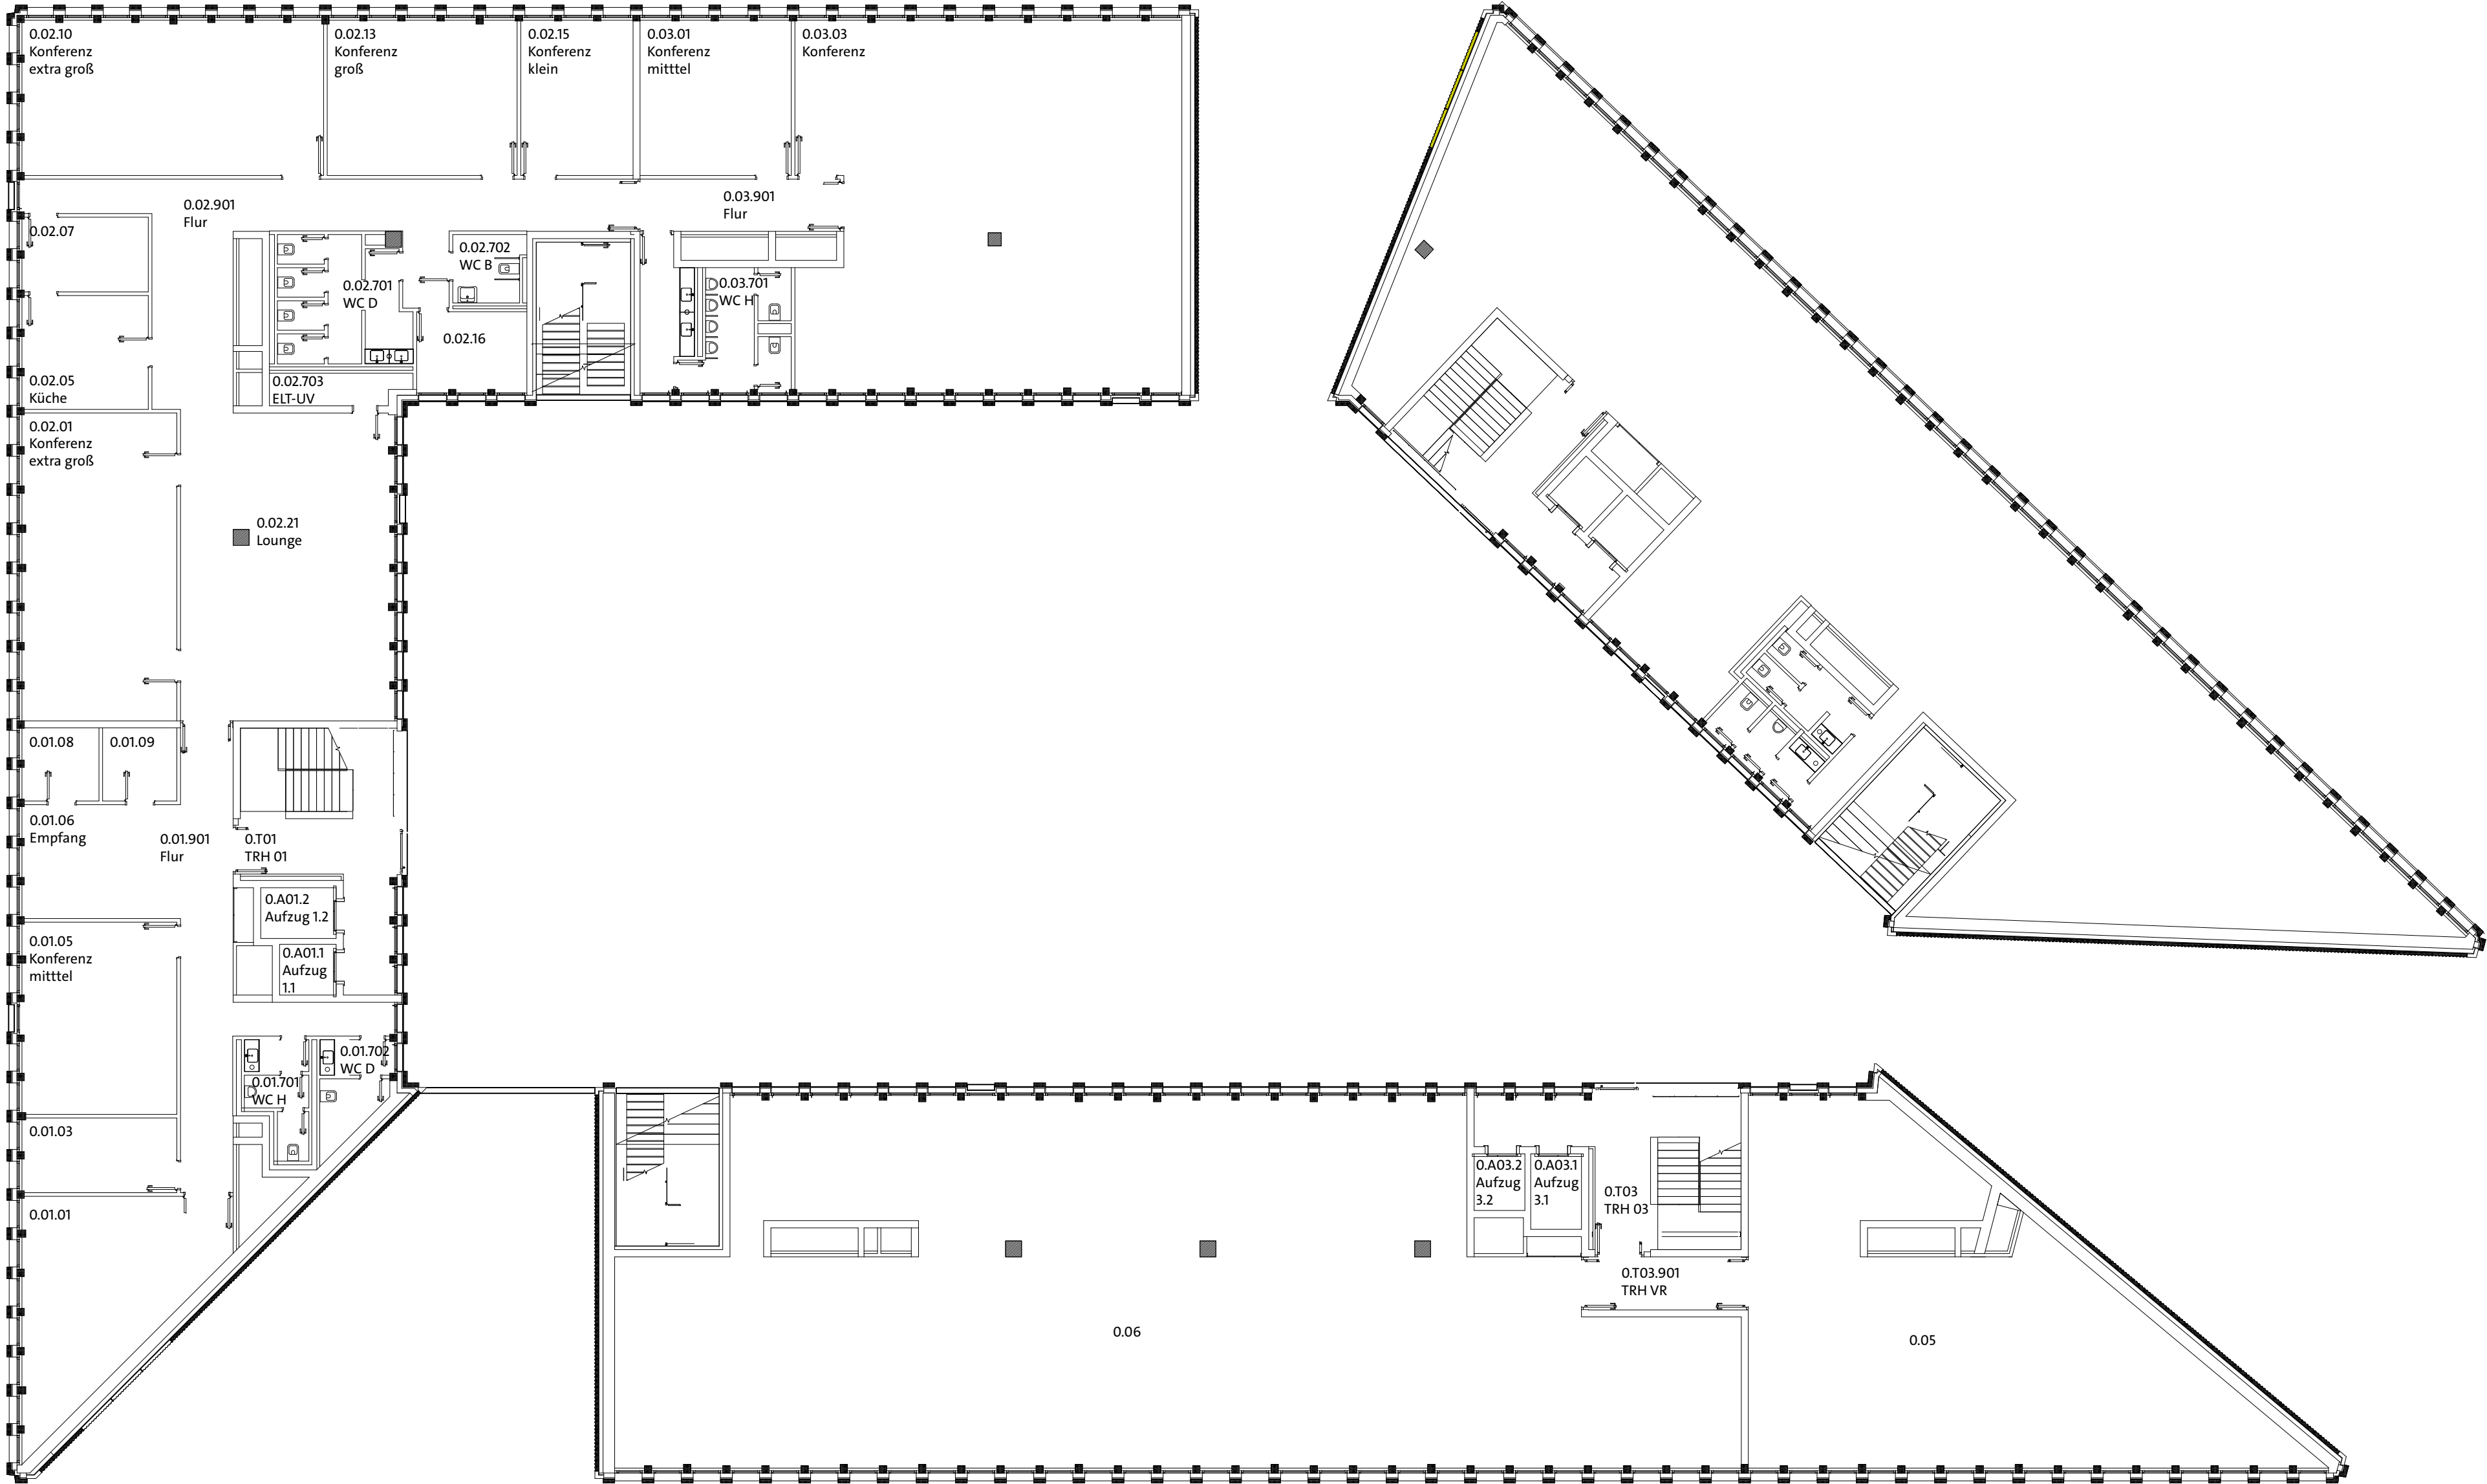 0.02.10
Konferenz
extra groß
0.02.13
Konferenz
groß
0.02.15
Konferenz
klein
0.03.01
Konferenz
mitttel
0.03.03
Konferenz
0.02.901
Flur
0.03.901
Flur
0.02.07
0.02.702
WC B
0.02.701
WC D
0.03.701
WC H
0.02.16
0.02.05
Küche
0.02.703
ELT-UV
0.02.01
Konferenz
extra groß
0.02.21
Lounge
0.01.08
0.01.09
0.01.06
Empfang
0.01.901
Flur
0.T01
TRH 01
0.A01.2
Aufzug 1.2
0.A01.1
Aufzug
1.1
0.01.05
Konferenz
mitttel
0.01.702
WC D
0.01.701
WC H
0.01.03
0.01.01
0.A03.2
Aufzug
3.2
0.A03.1
Aufzug
3.1
0.T03
TRH 03
0.T03.901
TRH VR
0.06
0.05